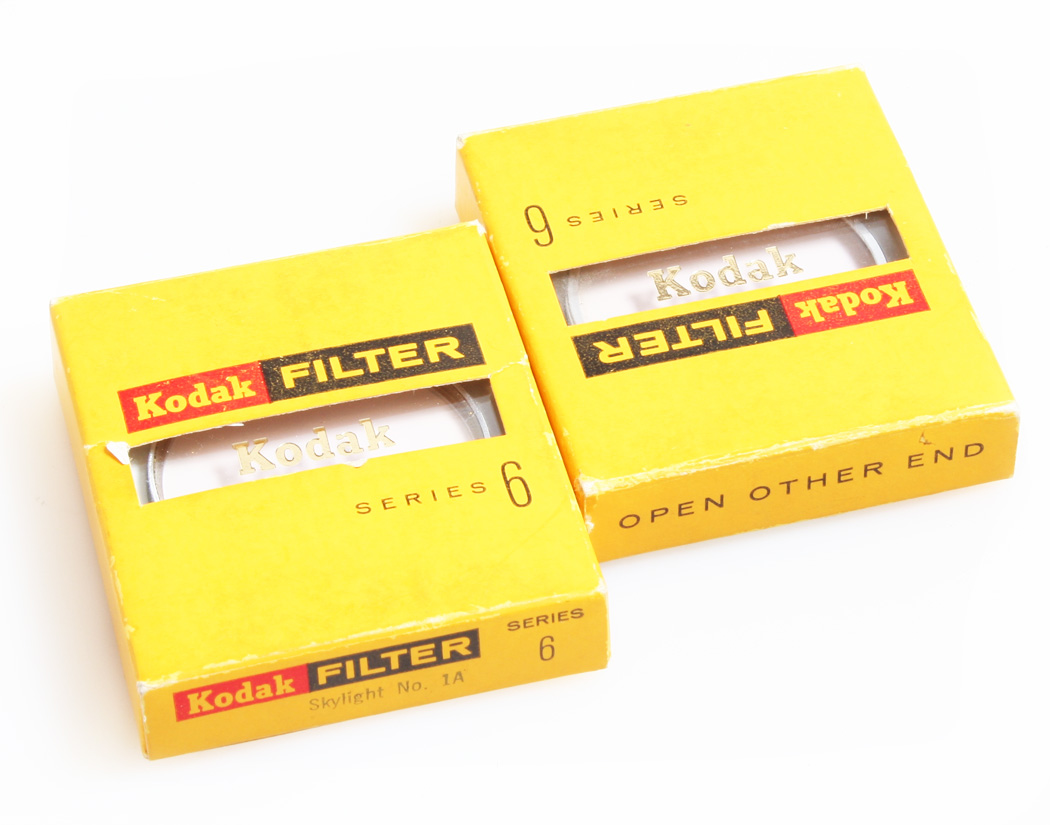 Kodak FILTER
Kodak
SERIES 6
Kodak FILTER
Skylight No. 1A
SERIES
6
SERIES 6
Kodak
Kodak FILTER
OPEN OTHER END